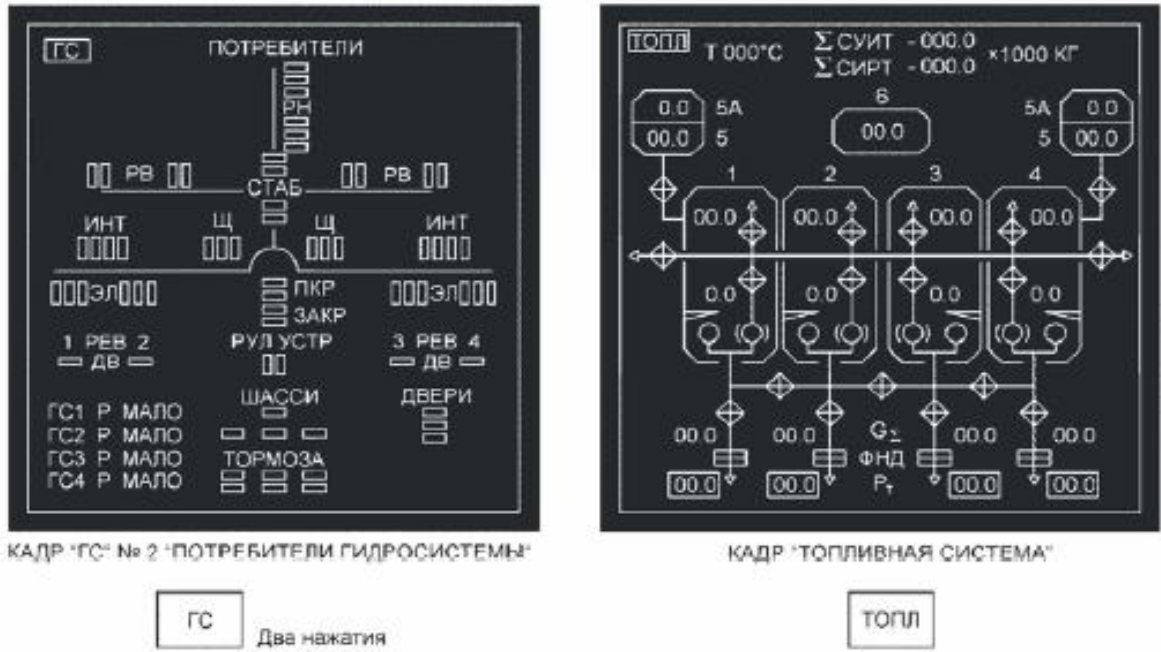 ГС ПОТРЕБИТЕЛИ
РН
РВ СТАБ РВ
ИНТ Щ Щ ИНТ
ЭЛ ПКР ЭЛ
ЗАКР
1 РЕВ 2 РУЛ УСТР 3 РЕВ 4
ДВ ДВ
ШАССИ ДВЕРИ
ГС1 Р МАЛО
ГС2 Р МАЛО
ГС3 Р МАЛО ТОРМОЗА
ГС4 Р МАЛО
КАДР "ГС" № 2 "ПОТРЕБИТЕЛИ ГИДРОСИСТЕМЫ"
ГС Два нажатия
ТОПЛ Т 000°С Σ СУИТ -000.0 ×1000 КГ
Σ СИРТ -000.0
0.0 5А 6 5А 0.0
00.0 5 00.0 5 00.0
1 2 3 4
00.0 00.0 00.0 00.0
0.0 0.0 0.0 0.0
00.0 00.0 GΣ 00.0 00.0
ФНД
00.0 00.0 Рт 00.0 00.0
КАДР "ТОПЛИВНАЯ СИСТЕМА"
ТОПЛ